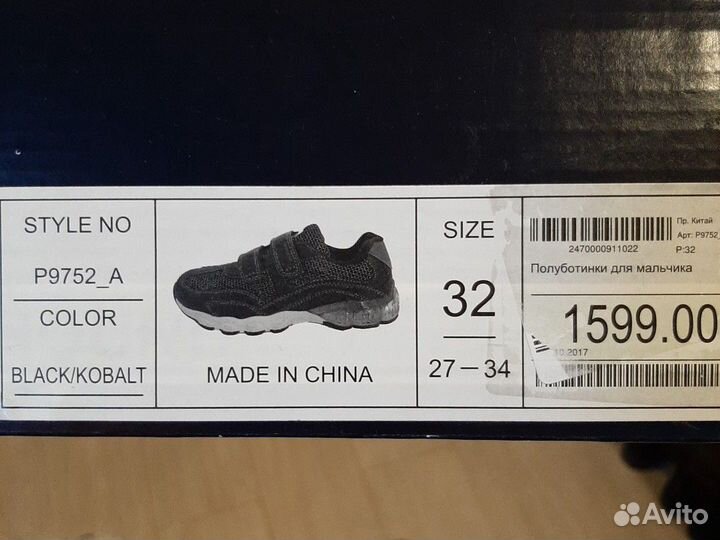 STYLE NO
P9752_A
COLOR
BLACK/KOBALT
MADE IN CHINA
SIZE
32
27-34
Пр. Китай
2470000911022
Арт: P9752_
Р:32
Полуботинки для мальчика
1599.00
10.2017
Avito